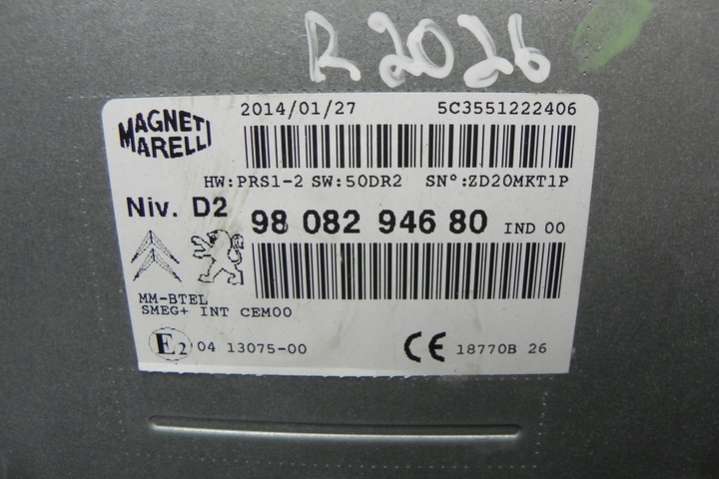 R2026
2014/01/27 5C3551222406
MAGNETI
MARELLI
HW:PRS1-2 SW:50DR2 SN°:ZD20MKT1P
Niv. D2 98 082 946 80 IND 00
MM-BTEL
SMEG+ INT CEM00
E2 04 13075-00 CE 18770B 26